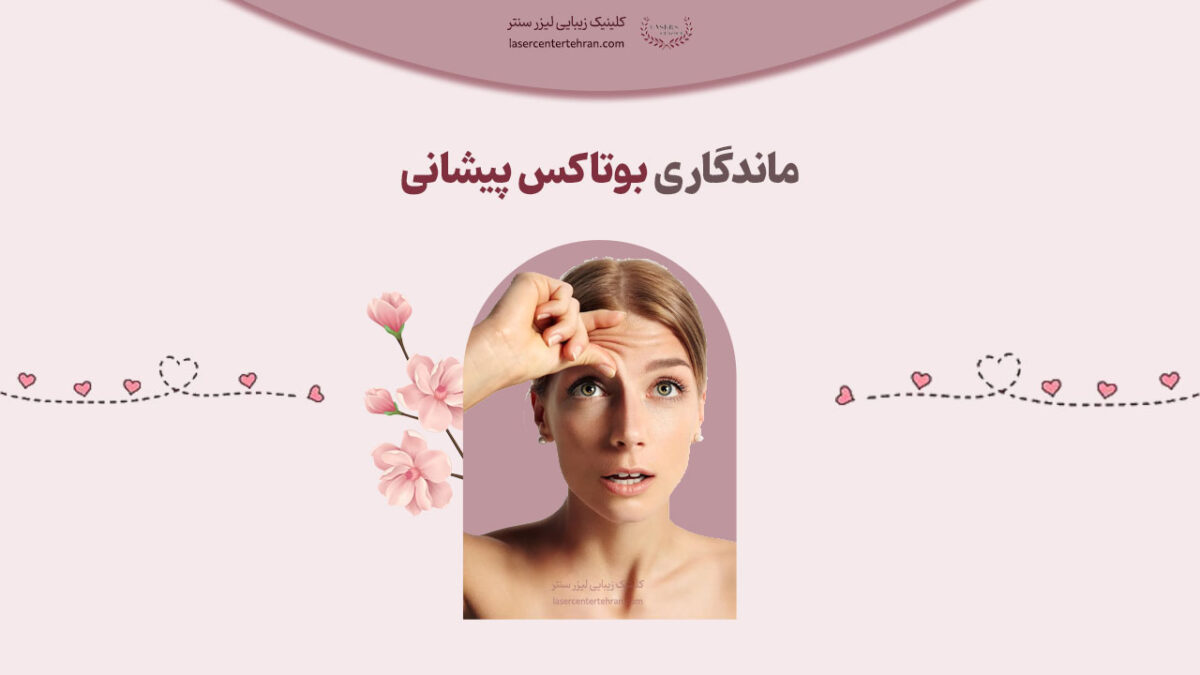 کلینیک زیبایی لیزر سنتر
lasercentertehran.com
ماندگاری بوتاکس پیشانی
کلینیک زیبایی لیزر سنتر
lasercentertehran.com